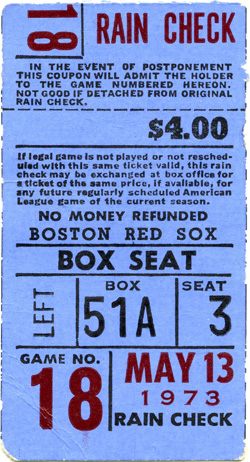 18 RAIN CHECK
IN THE EVENT OF POSTPONEMENT
THIS COUPON WILL ADMIT THE HOLDER
TO THE GAME NUMBERED HEREON.
NOT GOOD IF DETACHED FROM ORIGINAL
RAIN CHECK.
$4.00
If legal game is not played or not resched-
uled with this same ticket valid, this rain
check may be exchanged at box office for
a ticket of the same price, if available, for
any future regularly scheduled American
League game of the current season.
NO MONEY REFUNDED
BOSTON RED SOX
BOX SEAT
LEFT
BOX
51A
SEAT
3
GAME NO.
18
MAY 13
1973
RAIN CHECK